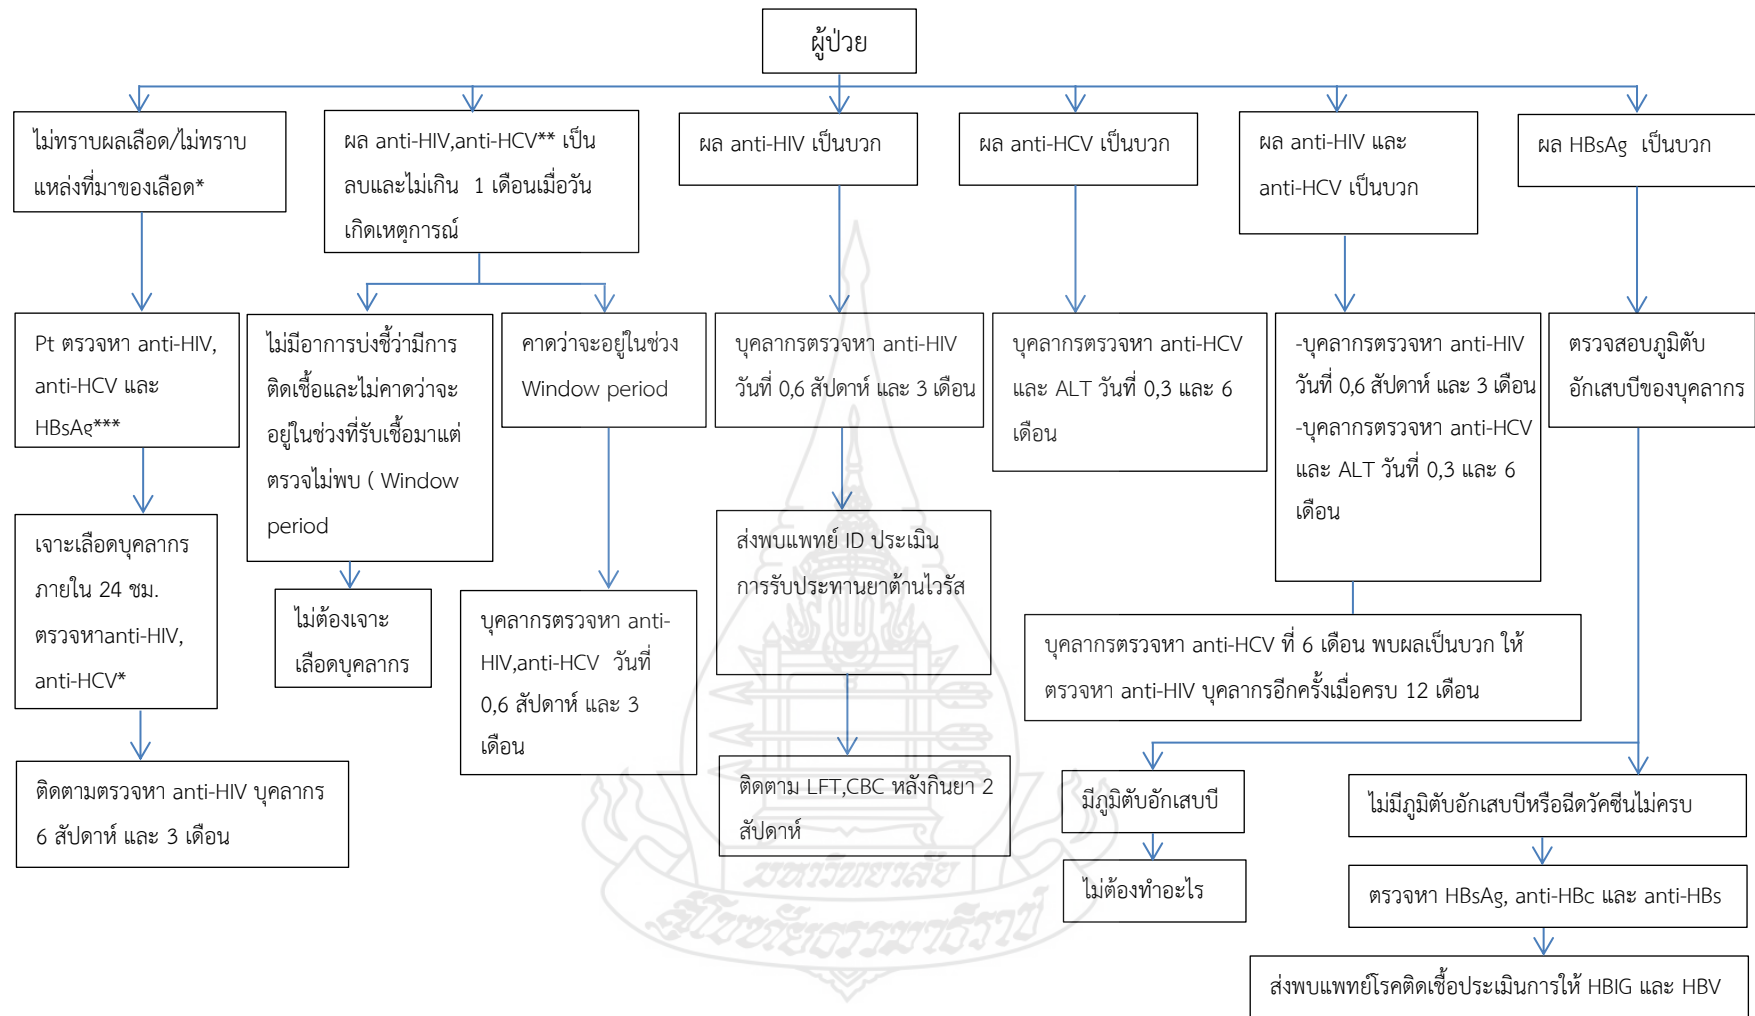 ผู้ป่วย
ไม่ทราบผลเลือด/ไม่ทราบ
แหล่งที่มาของเลือด*
ผล anti-HIV,anti-HCV** เป็น
ลบและไม่เกิน 1 เดือนเมื่อวัน
เกิดเหตุการณ์
ผล anti-HIV เป็นบวก
ผล anti-HCV เป็นบวก
ผล anti-HIV และ
anti-HCV เป็นบวก
ผล HBsAg เป็นบวก
Pt ตรวจหา anti-HIV,
anti-HCV และ
HBsAg***
ไม่มีอาการบ่งชี้ว่ามีการ
ติดเชื้อและไม่คาดว่าจะ
อยู่ในช่วงที่รับเชื้อมาแต่
ตรวจไม่พบ ( Window
period
คาดว่าจะอยู่ในช่วง
Window period
บุคลากรตรวจหา anti-HIV
วันที่ 0,6 สัปดาห์ และ 3 เดือน
บุคลากรตรวจหา anti-HCV
และ ALT วันที่ 0,3 และ 6
เดือน
-บุคลากรตรวจหา anti-HIV
วันที่ 0,6 สัปดาห์ และ 3 เดือน
-บุคลากรตรวจหา anti-HCV
และ ALT วันที่ 0,3 และ 6
เดือน
ตรวจสอบภูมิตับ
อักเสบบีของบุคลากร
เจาะเลือดบุคลากร
ภายใน 24 ชม.
ตรวจหาanti-HIV,
anti-HCV*
ไม่ต้องเจาะ
เลือดบุคลากร
บุคลากรตรวจหา anti-
HIV,anti-HCV วันที่
0,6 สัปดาห์ และ 3
เดือน
ส่งพบแพทย์ ID ประเมิน
การรับประทานยาต้านไวรัส
บุคลากรตรวจหา anti-HCV ที่ 6 เดือน พบผลเป็นบวก ให้
ตรวจหา anti-HIV บุคลากรอีกครั้งเมื่อครบ 12 เดือน
ติดตามตรวจหา anti-HIV บุคลากร
6 สัปดาห์ และ 3 เดือน
ติดตาม LFT,CBC หลังกินยา 2
สัปดาห์
มีภูมิตับอักเสบบี
ไม่มีภูมิตับอักเสบบีหรือฉีดวัคซีนไม่ครบ
ไม่ต้องทำอะไร
ตรวจหา HBsAg, anti-HBc และ anti-HBs
ส่งพบแพทย์โรคติดเชื้อประเมินการให้ HBIG และ HBV
มหาวิทยาลัย
สุโขทัยธรรมาธิราช